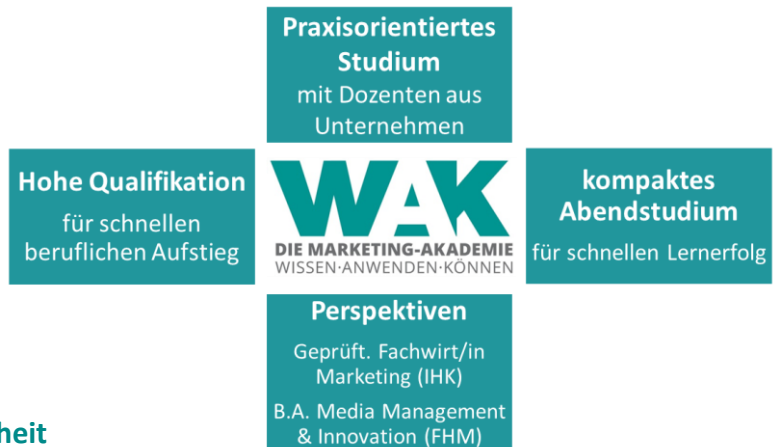 Praxisorientiertes
Studium
mit Dozenten aus
Unternehmen
Hohe Qualifikation
für schnellen
beruflichen Aufstieg
WAK
DIE MARKETING-AKADEMIE
WISSEN·ANWENDEN·KÖNNEN
kompaktes
Abendstudium
für schnellen Lernerfolg
Perspektiven
Geprüft. Fachwirt/in
Marketing (IHK)
B.A. Media Management
& Innovation (FHM)
heit